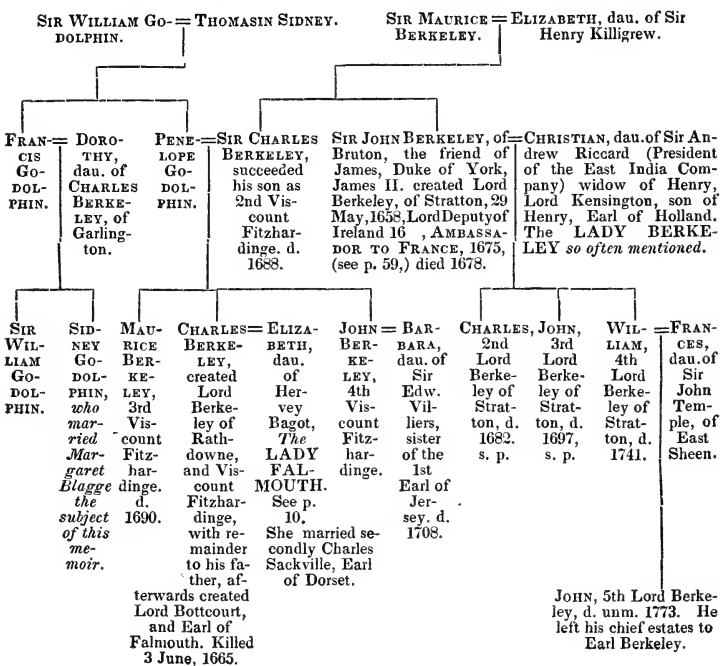 SIR WILLIAM GO- = THOMASIN SIDNEY.
DOLPHIN.
SIR MAURICE = ELIZABETH, dau. of Sir
BERKELEY. Henry Killigrew.
FRAN-
CIS
GO-
DOL-
PHIN.
=
DORO-
THY,
dau. of
CHARLES
BERKE-
LEY, of
Garling-
ton.
PENE-
LOPE
GO-
DOL-
PHIN.
=
SIR CHARLES
BERKELEY,
succeeded
his son as
2nd Vis-
count
Fitzhar-
dinge. d.
1688.
SIR JOHN BERKELEY, of
Bruton, the friend of
James, Duke of York,
James II. created Lord
Berkeley, of Stratton, 29
May, 1658, Lord Deputy of
Ireland 16 , AMBASSA-
DOR TO FRANCE, 1675,
(see p. 59,) died 1678.
=
CHRISTIAN, dau. of Sir An-
drew Riccard (President
of the East India Com-
pany) widow of Henry,
Lord Kensington, son of
Henry, Earl of Holland.
The LADY BERKE-
LEY so often mentioned.
SIR
WIL-
LIAM
GO-
DOL-
PHIN.
SID-
NEY
GO-
DOL-
PHIN,
who
mar-
ried
Mar-
garet
Blagge
the
subject
of this
me-
moir.
MAU-
RICE
BER-
KE-
LEY,
3rd
Vis-
count
Fitz-
har-
dinge.
d.
1690.
CHARLES
BERKE-
LEY,
created
Lord
Berke-
ley of
Rath-
downe,
and Vis-
count
Fitzhar-
dinge,
with re-
mainder
to his fa-
ther, af-
terwards created
Lord Bottcourt,
and Earl of
Falmouth. Killed
3 June, 1665.
=
ELIZA-
BETH,
dau.
of
Her-
vey
Bagot,
The
LADY
FAL-
MOUTH.
See p.
10.
She married se-
condly Charles
Sackville, Earl
of Dorset.
JOHN
BER-
KE-
LEY,
4th
Vis-
count
Fitz-
har-
dinge.
=
BAR-
BARA,
dau. of
Sir
Edw.
Vil-
liers,
sister
of the
1st
Earl of
Jer-
sey. d.
1708.
CHARLES,
2nd
Lord
Berke-
ley of
Strat-
ton, d.
1682.
s. p.
JOHN,
3rd
Lord
Berke-
ley of
Strat-
ton, d.
1697,
s. p.
WIL-
LIAM,
4th
Lord
Berke-
ley of
Strat-
ton, d.
1741.
=
FRAN-
CES,
dau. of
Sir
John
Tem-
ple, of
East
Sheen.
JOHN, 5th Lord Berke-
ley, d. unm. 1773. He
left his chief estates to
Earl Berkeley.